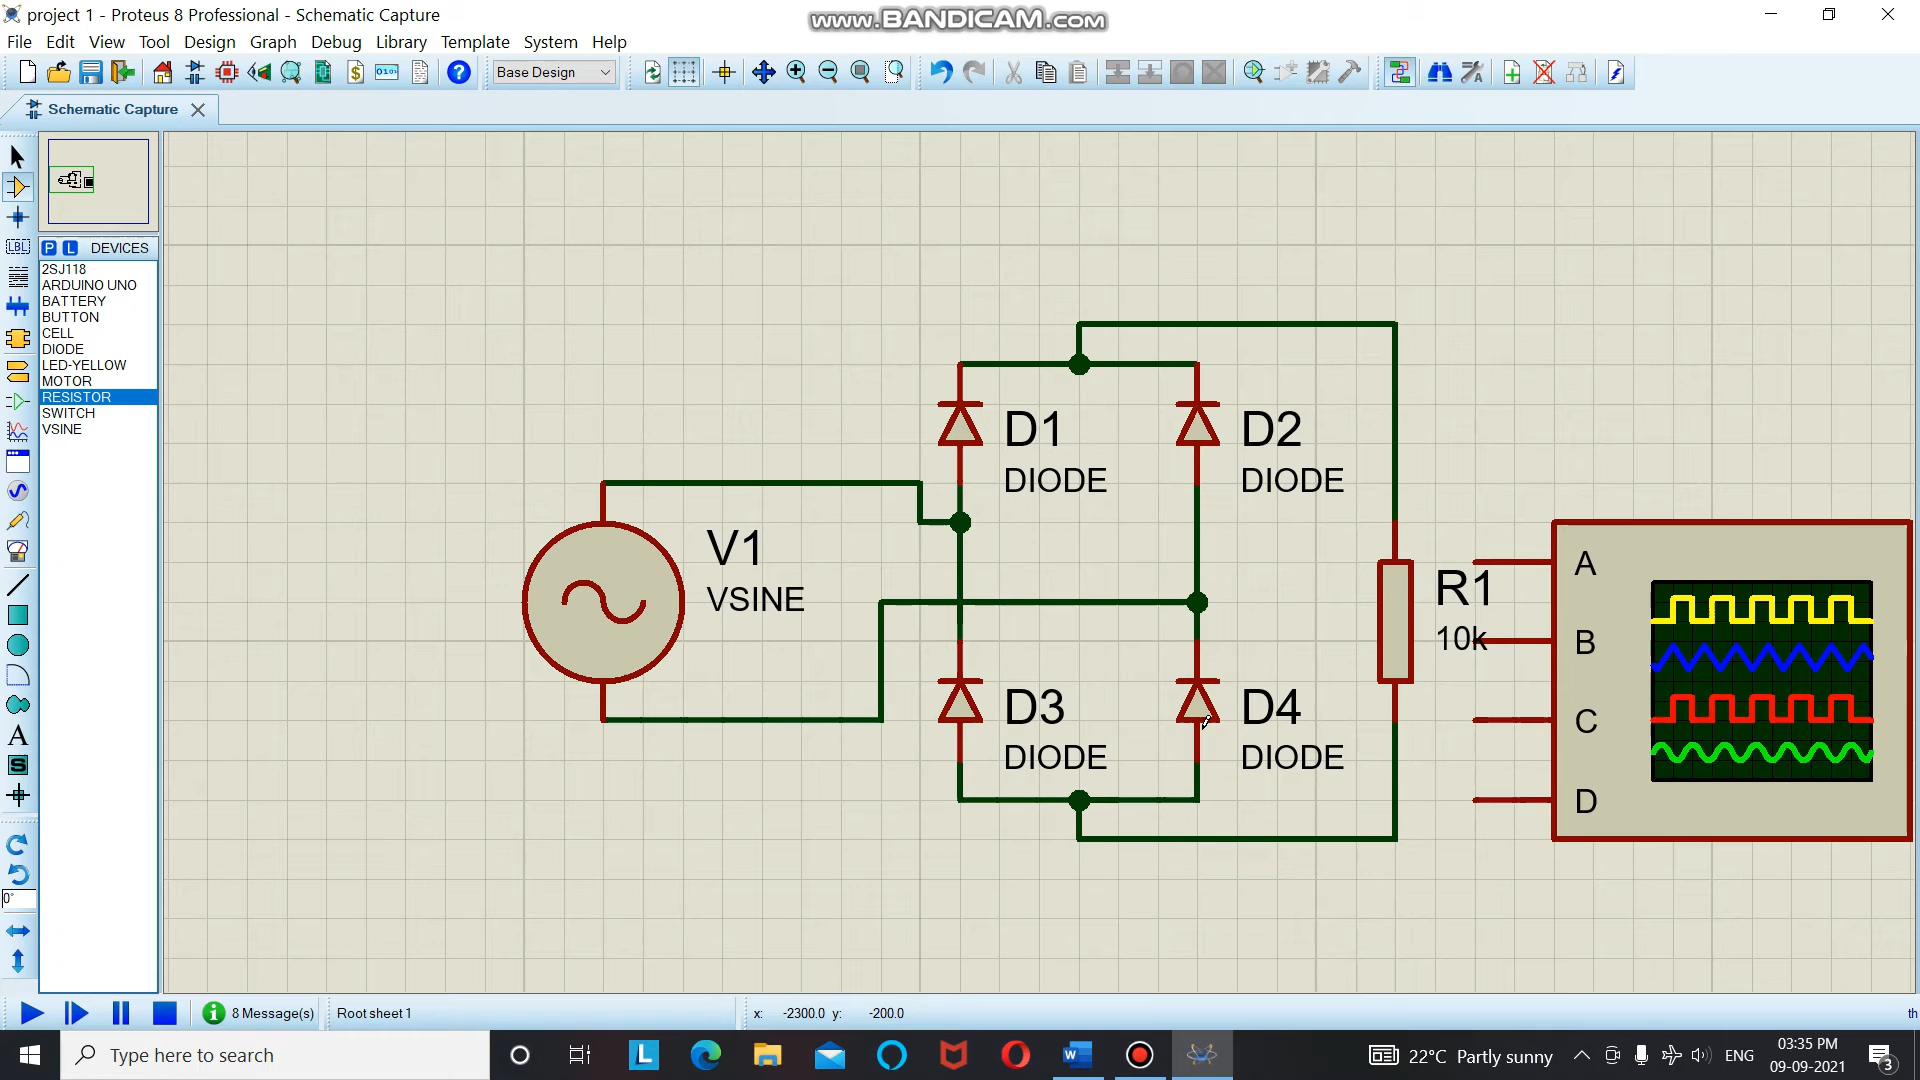 project 1 - Proteus 8 Professional - Schematic Capture
www.BANDICAM.com
File Edit View Tool Design Graph Debug Library Template System Help
Base Design
Schematic Capture
P L DEVICES
2SJ118
ARDUINO UNO
BATTERY
BUTTON
CELL
DIODE
LED-YELLOW
MOTOR
RESISTOR
SWITCH
VSINE
LBL
A
S
0°
V1
VSINE
D1
DIODE
D2
DIODE
D3
DIODE
D4
DIODE
R1
10k
A
B
C
D
8 Message(s)
Root sheet 1
x: -2300.0 y: -200.0
th
Type here to search
L
22°C Partly sunny
ENG
03:35 PM
09-09-2021
3